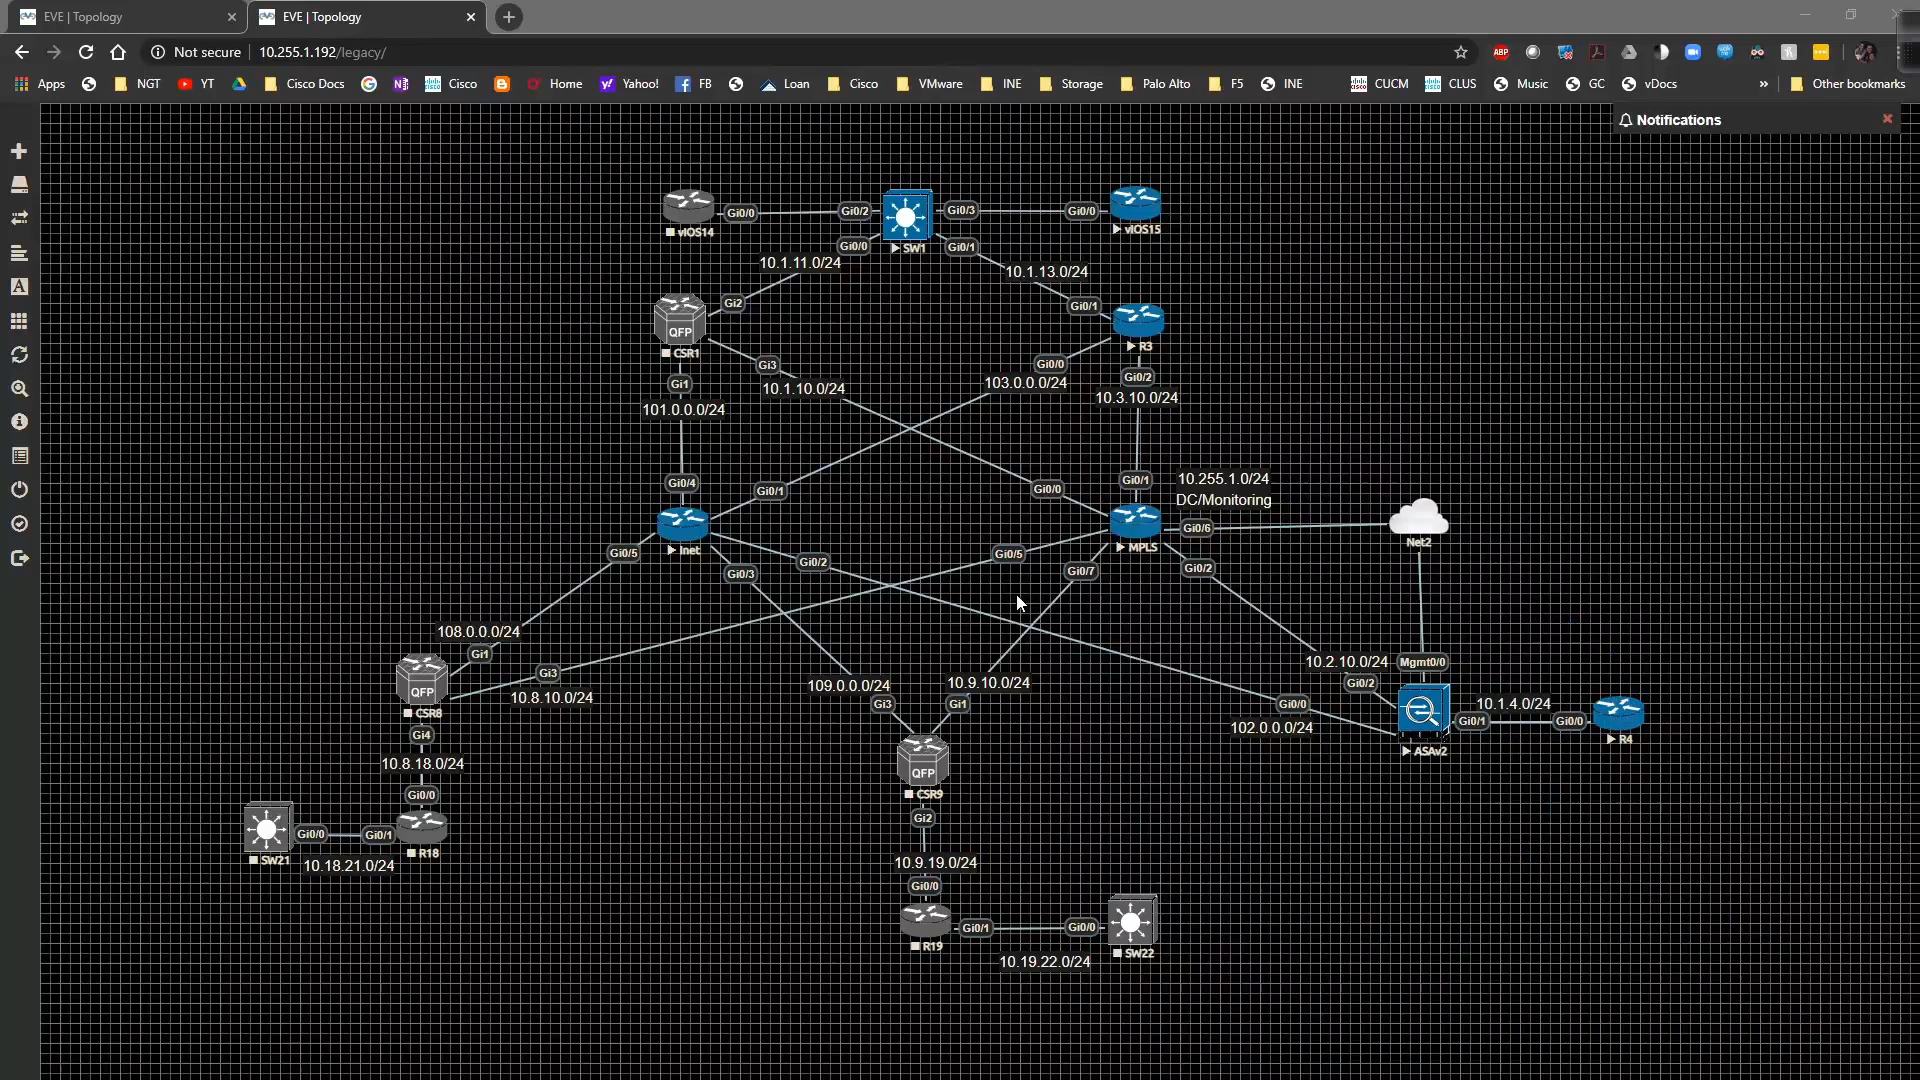 EVE | Topology
EVE | Topology
Not secure
10.255.1.192/legacy/
ABP
Apps
NGT
YT
Cisco Docs
Cisco
Home
Yahoo!
FB
Loan
Cisco
VMware
INE
Storage
Palo Alto
F5
INE
CUCM
CLUS
Music
GC
vDocs
»
Other bookmarks
Notifications
vIOS14
Gi0/0
Gi0/2
Gi0/3
Gi0/0
vIOS15
Gi0/0
SW1
Gi0/1
10.1.11.0/24
10.1.13.0/24
Gi2
Gi0/1
QFP
CSR1
R3
Gi3
Gi0/0
Gi1
10.1.10.0/24
103.0.0.0/24
Gi0/2
101.0.0.0/24
10.3.10.0/24
Gi0/4
Gi0/1
Gi0/0
Gi0/1
10.255.1.0/24
DC/Monitoring
Inet
MPLS
Gi0/6
Net2
Gi0/5
Gi0/3
Gi0/2
Gi0/5
Gi0/7
Gi0/2
108.0.0.0/24
Gi1
10.2.10.0/24
Mgmt0/0
QFP
CSR8
Gi3
10.8.10.0/24
109.0.0.0/24
10.9.10.0/24
Gi0/2
Gi3
Gi1
Gi0/0
102.0.0.0/24
10.1.4.0/24
Gi0/1
Gi0/0
R4
ASAv2
Gi4
10.8.18.0/24
QFP
CSR9
Gi0/0
Gi2
SW21
Gi0/0
Gi0/1
R18
10.18.21.0/24
10.9.19.0/24
Gi0/0
R19
Gi0/1
Gi0/0
SW22
10.19.22.0/24